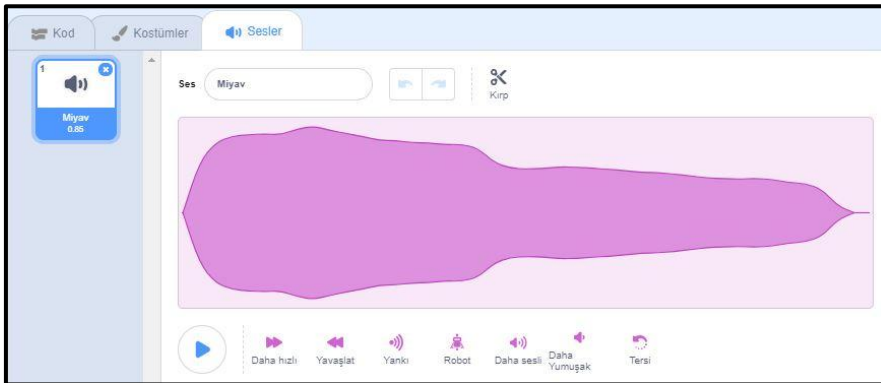 Kod Kostümler Sesler
1
Miyav
0.85
Ses Miyav
Kırp
Daha hızlı Yavaşlat Yankı Robot Daha sesli Daha Yumuşak Tersi